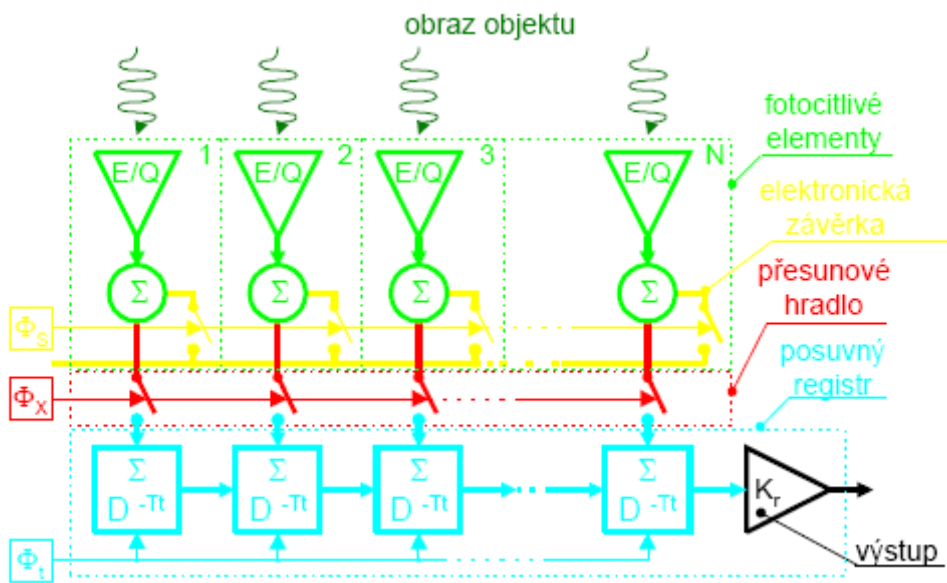 obraz objektu
fotocitlivé
elementy
1 2 3 N
E/Q E/Q E/Q E/Q
elektronická
závěrka
Σ Σ Σ Σ
přesunové
hradlo
Φs
posuvný
registr
Φx
Σ Σ Σ Σ
D -Tt D -Tt D -Tt D -Tt
Kr
Φt
výstup